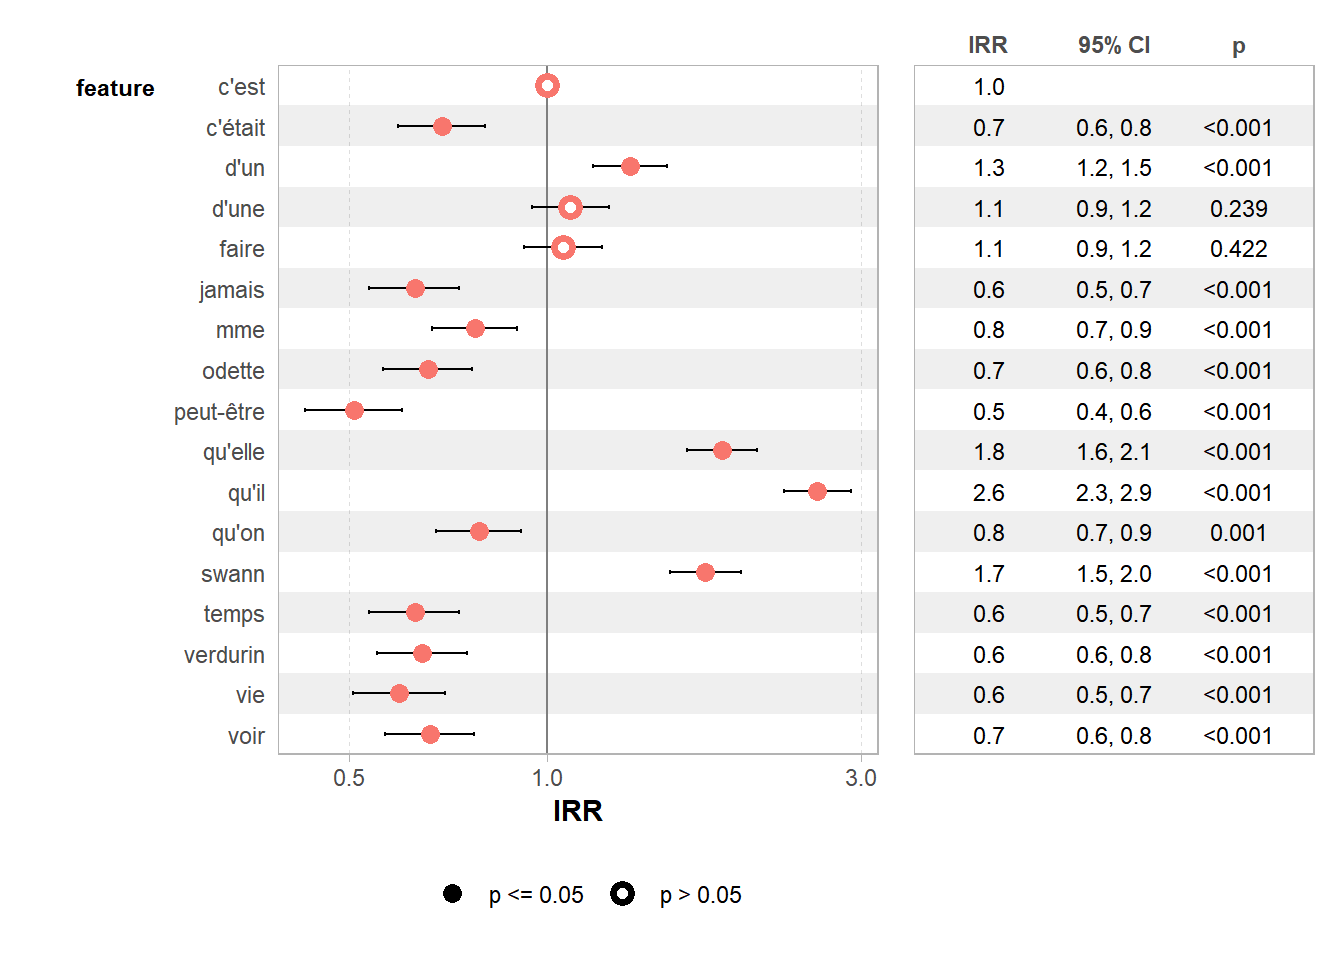 IRR 95% CI p
feature c'est 1.0
c'était 0.7 0.6, 0.8 <0.001
d'un 1.3 1.2, 1.5 <0.001
d'une 1.1 0.9, 1.2 0.239
faire 1.1 0.9, 1.2 0.422
jamais 0.6 0.5, 0.7 <0.001
mme 0.8 0.7, 0.9 <0.001
odette 0.7 0.6, 0.8 <0.001
peut-être 0.5 0.4, 0.6 <0.001
qu'elle 1.8 1.6, 2.1 <0.001
qu'il 2.6 2.3, 2.9 <0.001
qu'on 0.8 0.7, 0.9 0.001
swann 1.7 1.5, 2.0 <0.001
temps 0.6 0.5, 0.7 <0.001
verdurin 0.6 0.6, 0.8 <0.001
vie 0.6 0.5, 0.7 <0.001
voir 0.7 0.6, 0.8 <0.001
0.5 1.0 3.0
IRR
p <= 0.05 p > 0.05